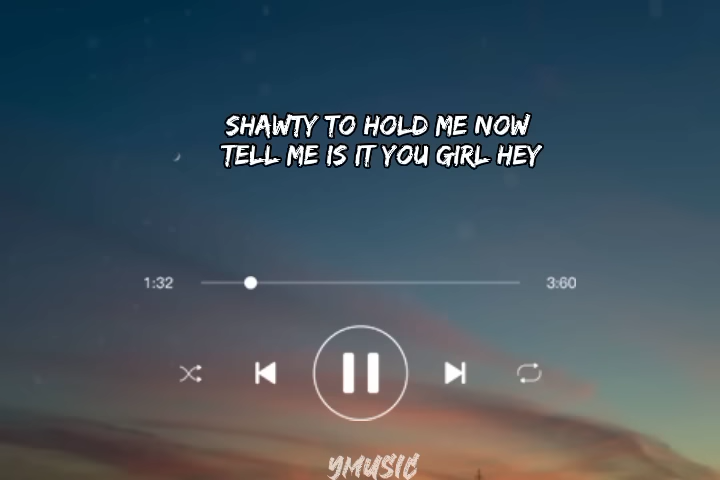 SHAWTY TO HOLD ME NOW
TELL ME IS IT YOU GIRL HEY
1:32
3:60
YMUSIC